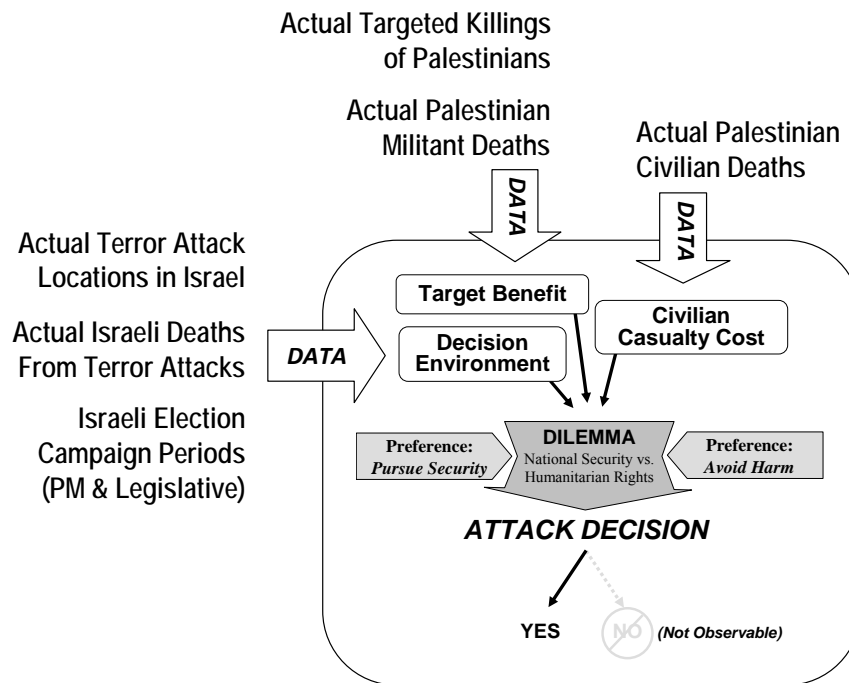 Actual Targeted Killings
of Palestinians
Actual Palestinian
Militant Deaths
Actual Palestinian
Civilian Deaths
DATA
DATA
Actual Terror Attack
Locations in Israel
Actual Israeli Deaths
From Terror Attacks
Israeli Election
Campaign Periods
(PM & Legislative)
DATA
Target Benefit
Decision
Environment
Civilian
Casualty Cost
Preference:
Pursue Security
DILEMMA
National Security vs.
Humanitarian Rights
Preference:
Avoid Harm
ATTACK DECISION
YES
NO
(Not Observable)